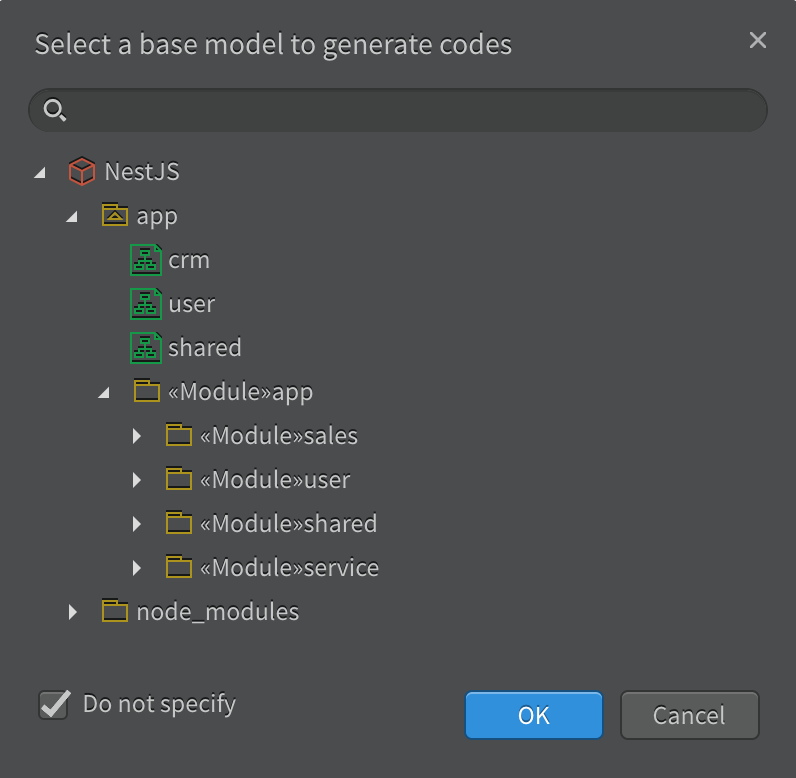 Select a base model to generate codes
NestJS
app
crm
user
shared
«Module»app
«Module»sales
«Module»user
«Module»shared
«Module»service
node_modules
Do not specify
OK
Cancel